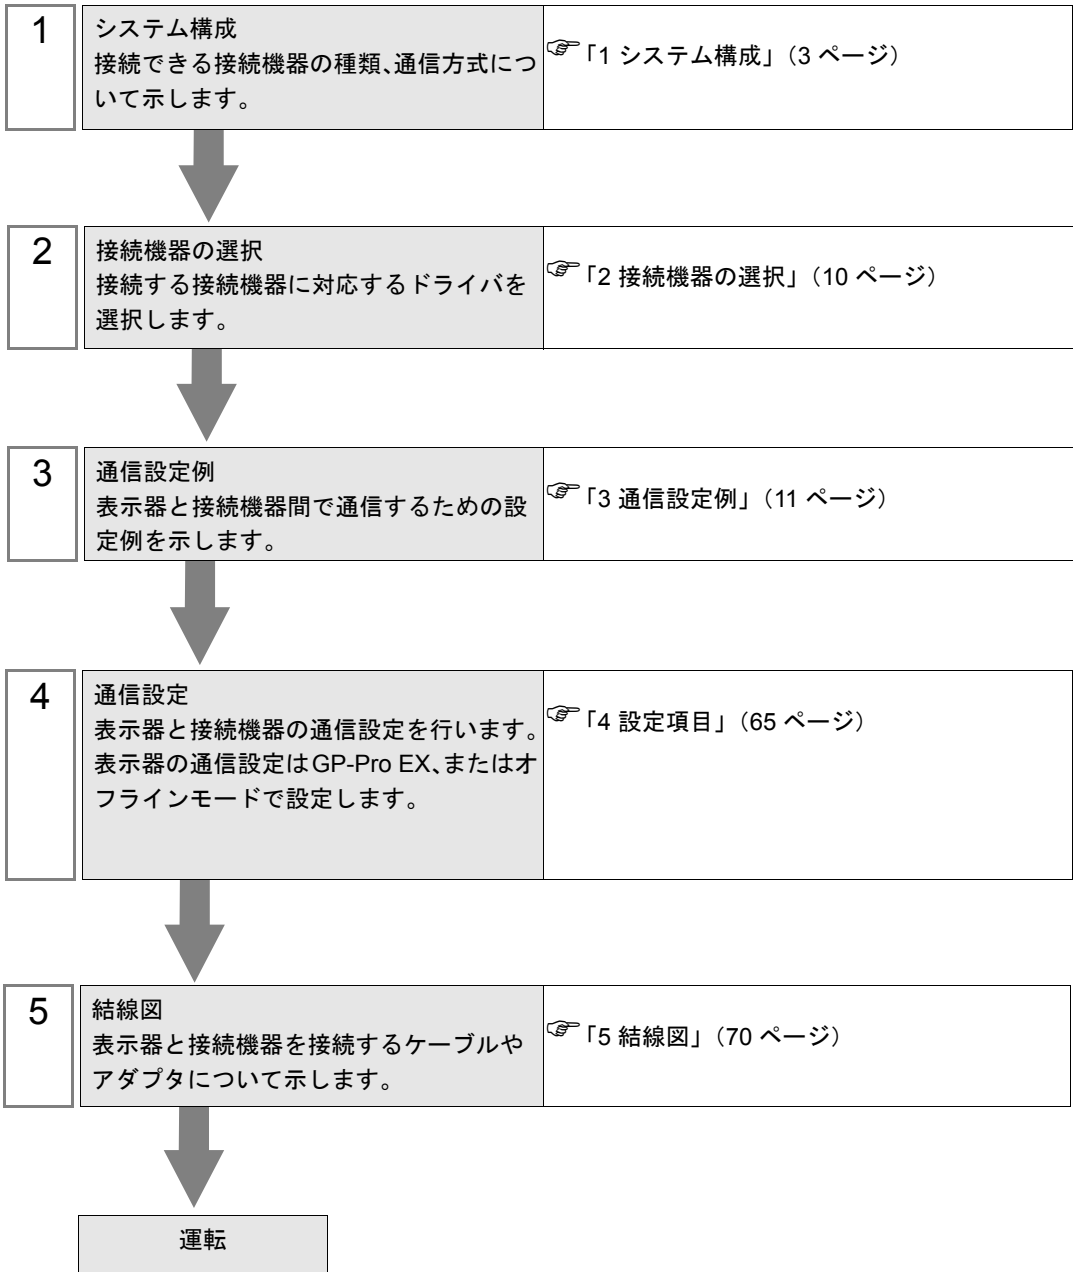 1
システム構成
接続できる接続機器の種類、通信方式につ
いて示します。
☞「1 システム構成」（3 ページ）
2
接続機器の選択
接続する接続機器に対応するドライバを
選択します。
☞「2 接続機器の選択」（10 ページ）
3
通信設定例
表示器と接続機器間で通信するための設
定例を示します。
☞「3 通信設定例」（11 ページ）
4
通信設定
表示器と接続機器の通信設定を行います。
表示器の通信設定はGP-Pro EX、またはオ
フラインモードで設定します。
☞「4 設定項目」（65 ページ）
5
結線図
表示器と接続機器を接続するケーブルや
アダプタについて示します。
☞「5 結線図」（70 ページ）
運転